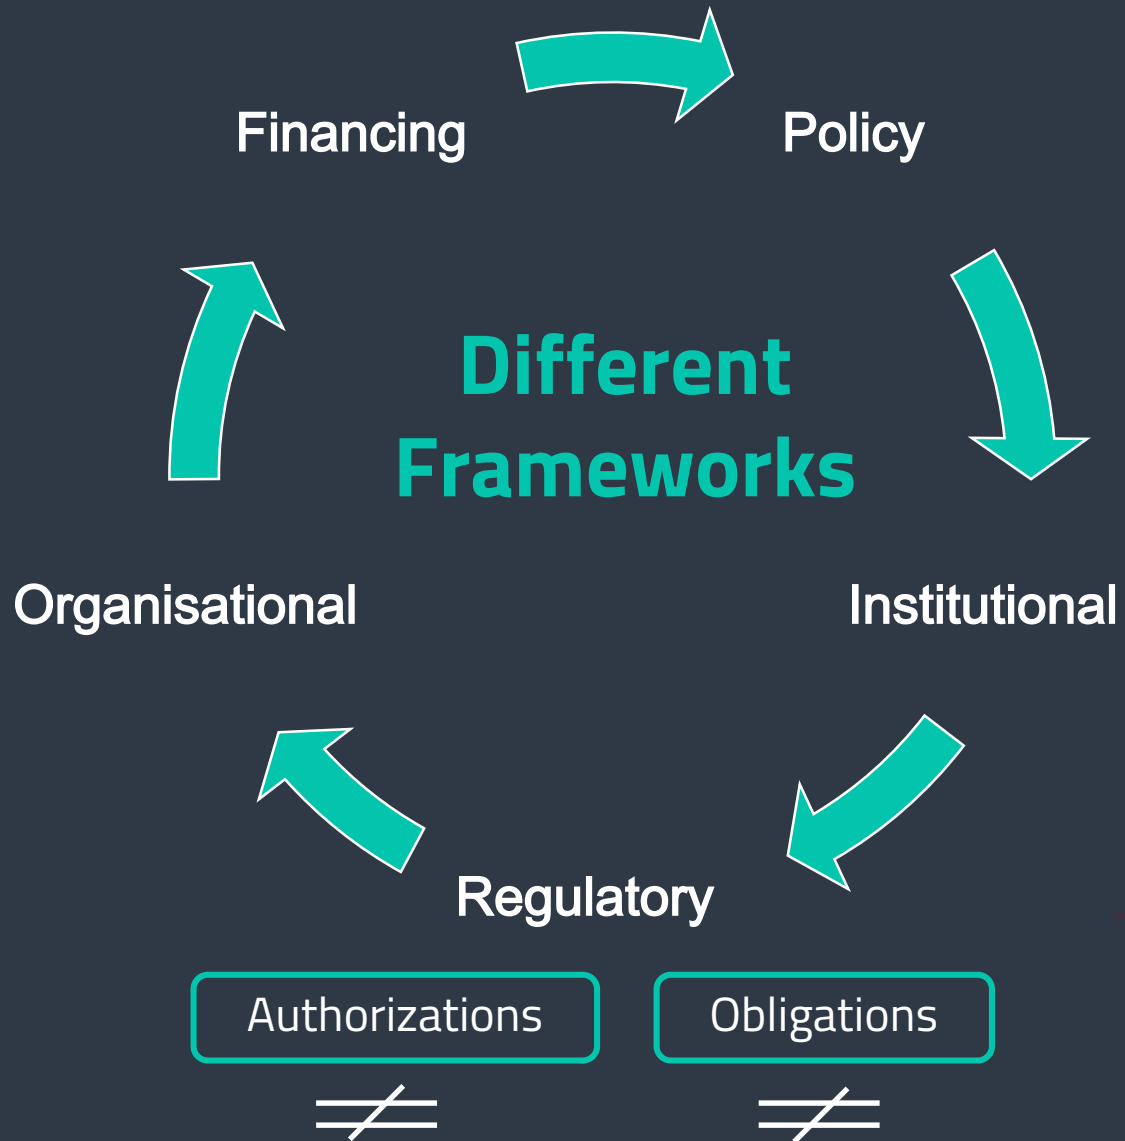 Financing
Policy
Different
Frameworks
Organisational
Institutional
Regulatory
Authorizations
Obligations
≠
≠